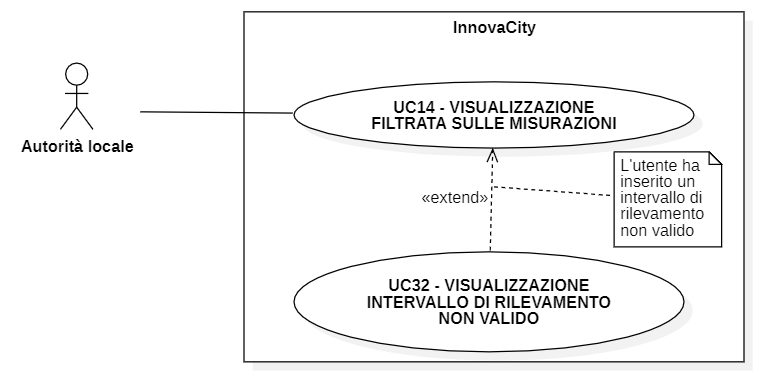 InnovaCity
UC14 - VISUALIZZAZIONE
FILTRATA SULLE MISURAZIONI
Autorità locale
L'utente ha
inserito un
intervallo di
rilevamento
non valido
«extend»
UC32 - VISUALIZZAZIONE
INTERVALLO DI RILEVAMENTO
NON VALIDO